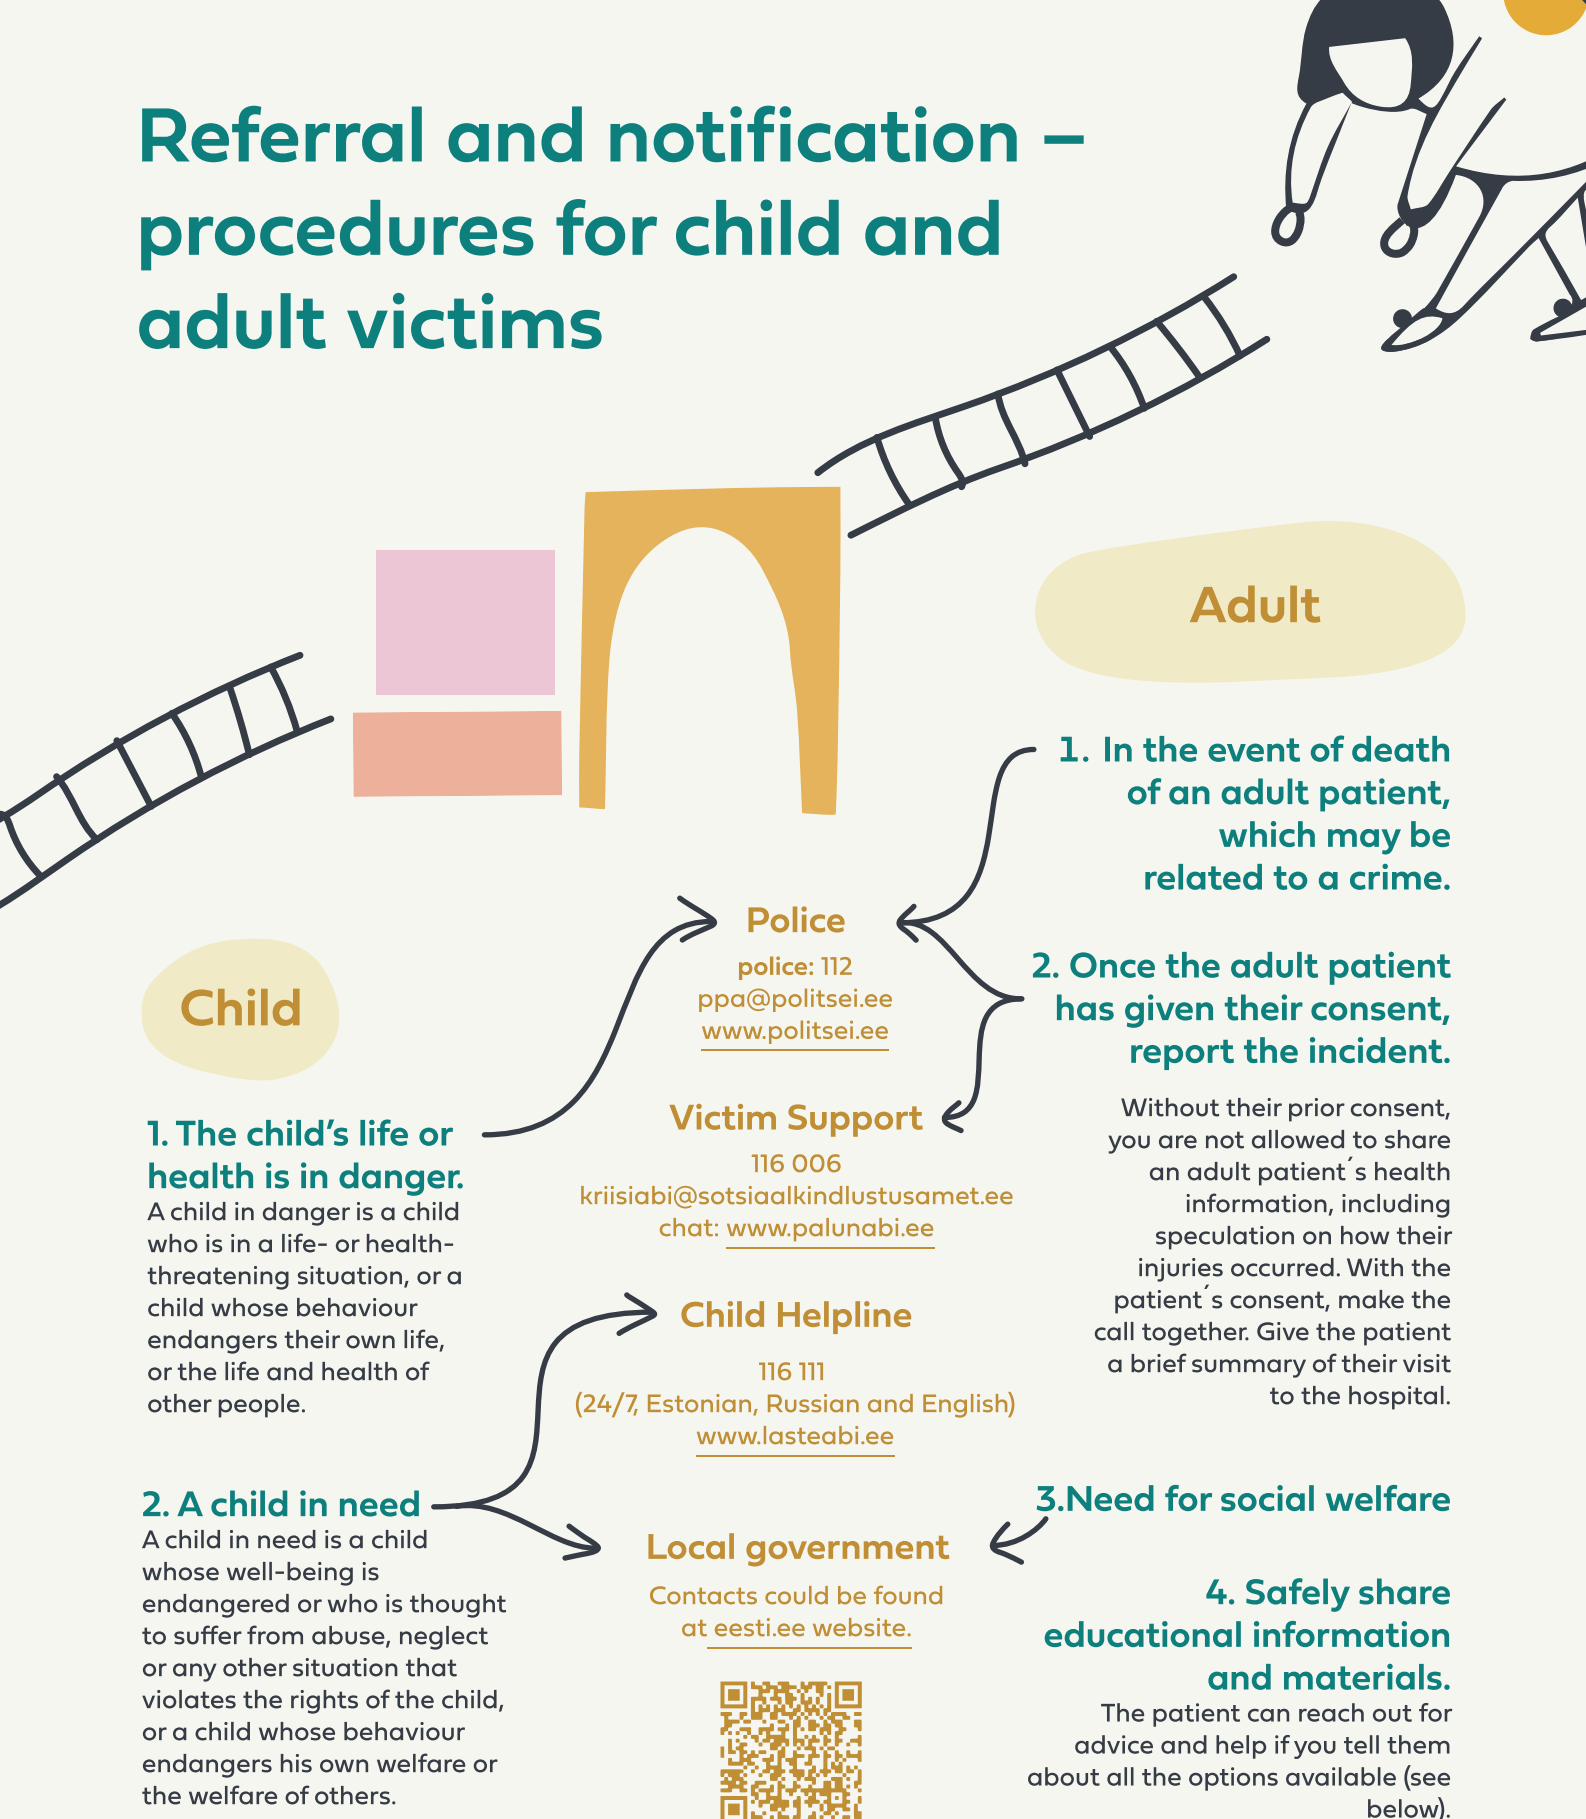 Referral and notification –
procedures for child and
adult victims
Adult
1. In the event of death
of an adult patient,
which may be
related to a crime.
2. Once the adult patient
has given their consent,
report the incident.
Without their prior consent,
you are not allowed to share
an adult patient´s health
information, including
speculation on how their
injuries occurred. With the
patient´s consent, make the
call together. Give the patient
a brief summary of their visit
to the hospital.
3.Need for social welfare
4. Safely share
educational information
and materials.
The patient can reach out for
advice and help if you tell them
about all the options available (see
below).
Police
police: 112
ppa@politsei.ee
www.politsei.ee
Victim Support
116 006
kriisiabi@sotsiaalkindlustusamet.ee
chat: www.palunabi.ee
Child Helpline
116 111
(24/7, Estonian, Russian and English)
www.lasteabi.ee
Local government
Contacts could be found
at eesti.ee website.
Child
1. The child’s life or
health is in danger.
A child in danger is a child
who is in a life- or health-
threatening situation, or a
child whose behaviour
endangers their own life,
or the life and health of
other people.
2. A child in need
A child in need is a child
whose well-being is
endangered or who is thought
to suffer from abuse, neglect
or any other situation that
violates the rights of the child,
or a child whose behaviour
endangers his own welfare or
the welfare of others.